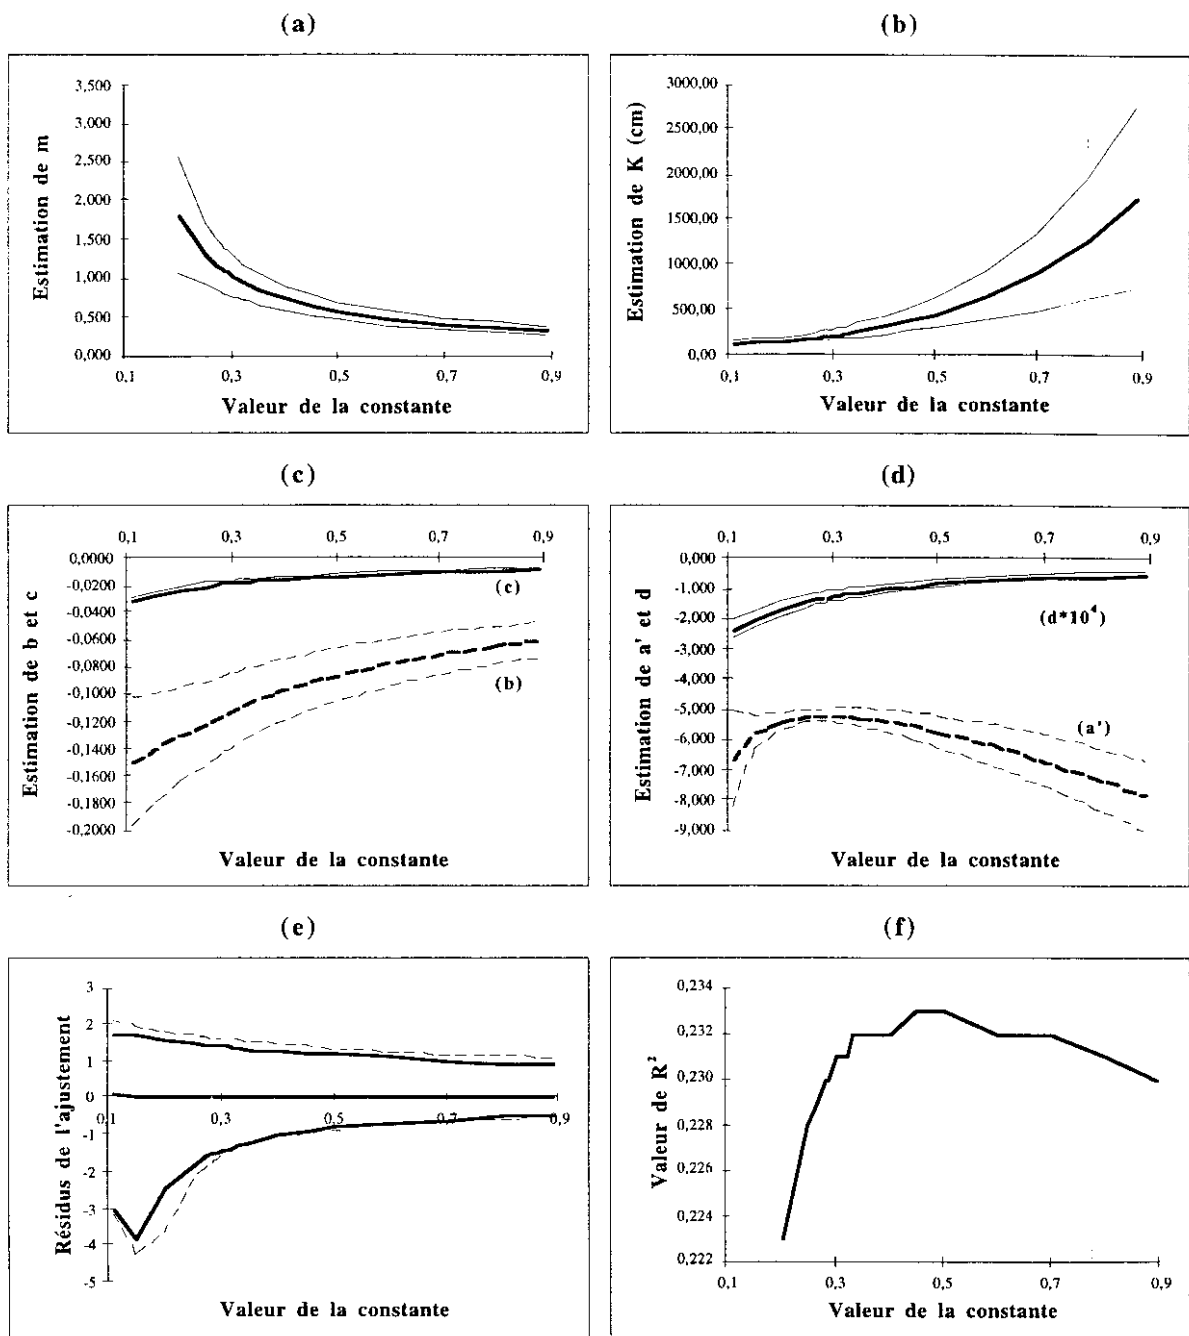 (a)
3,500
3,000
2,500
2,000
1,500
1,000
0,500
0,000
0,1 0,3 0,5 0,7 0,9
Estimation de m
Valeur de la constante
(b)
3000,00
2500,00
2000,00
1500,00
1000,00
500,00
0,00
0,1 0,3 0,5 0,7 0,9
Estimation de K (cm)
Valeur de la constante
(c)
0,1 0,3 0,5 0,7 0,9
0,0000
-0,0200
-0,0400
-0,0600
-0,0800
-0,1000
-0,1200
-0,1400
-0,1600
-0,1800
-0,2000
(c)
(b)
Estimation de b et c
Valeur de la constante
(d)
0,1 0,3 0,5 0,7 0,9
0,000
-1,000
-2,000
-3,000
-4,000
-5,000
-6,000
-7,000
-8,000
-9,000
(d*10⁴)
(a')
Estimation de a' et d
Valeur de la constante
(e)
3
2
1
0
-1
-2
-3
-4
-5
0,1 0,3 0,5 0,7 0,9
Résidus de l'ajustement
Valeur de la constante
(f)
0,234
0,232
0,230
0,228
0,226
0,224
0,222
0,1 0,3 0,5 0,7 0,9
Valeur de R²
Valeur de la constante